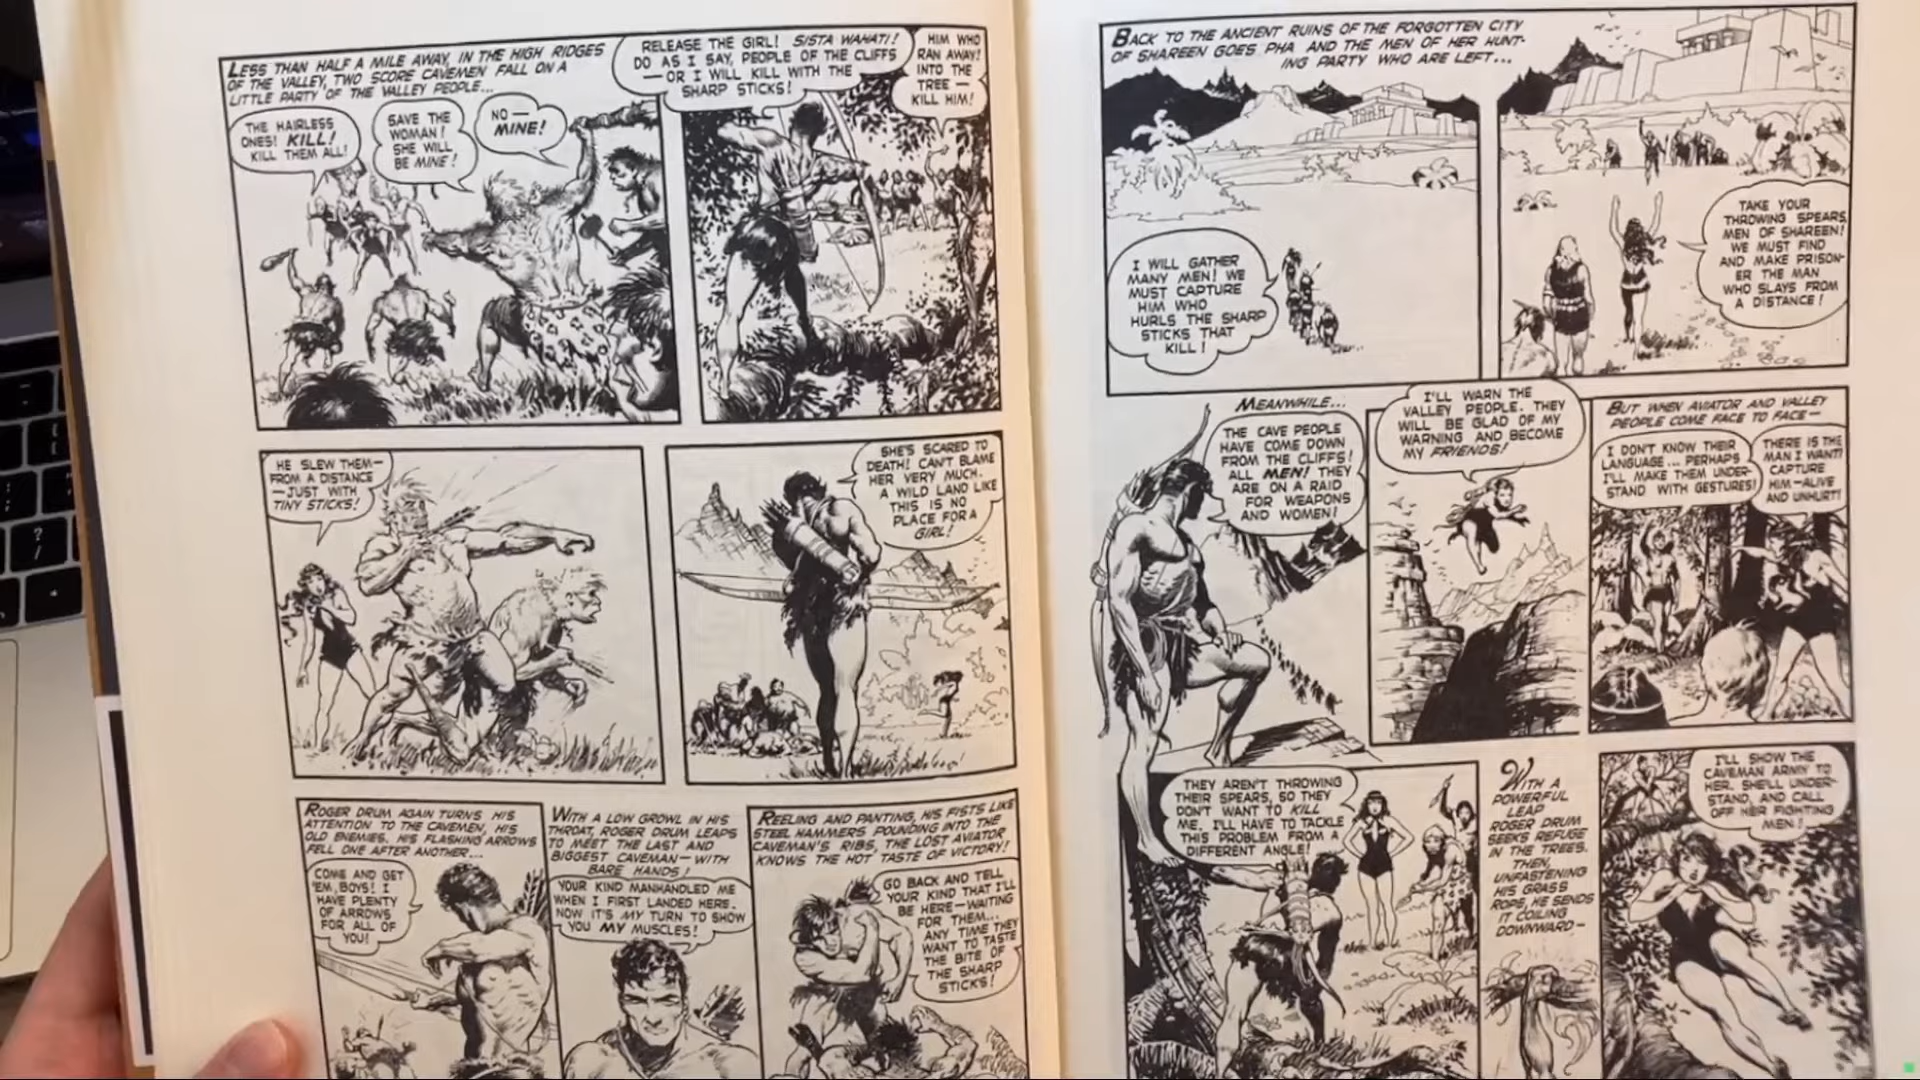 LESS THAN HALF A MILE AWAY, IN THE HIGH RIDGES
OF THE VALLEY, TWO SCORE CAVEMEN FALL ON A
LITTLE PARTY OF THE VALLEY PEOPLE...
THE HAIRLESS
ONES! KILL!
KILL THEM ALL!
SAVE THE
WOMAN!
SHE WILL
BE MINE!
NO—
MINE!
RELEASE THE GIRL! SISTA WAHATI!
DO AS I SAY, PEOPLE OF THE CLIFFS
—OR I WILL KILL WITH THE
SHARP STICKS!
HIM WHO
RAN AWAY!
INTO THE
TREE—
KILL HIM!
HE SLEW THEM—
FROM A DISTANCE
—JUST WITH
TINY STICKS!
SHE'S SCARED TO
DEATH! CAN'T BLAME
HER VERY MUCH.
A WILD LAND LIKE
THIS IS NO
PLACE FOR A
GIRL!
ROGER DRUM AGAIN TURNS HIS
ATTENTION TO THE CAVEMEN, HIS
OLD ENEMIES. HIS FLASHING ARROWS
FELL ONE AFTER ANOTHER...
COME AND GET
'EM, BOYS! I
HAVE PLENTY
OF ARROWS
FOR ALL OF
YOU!
WITH A LOW GROWL IN HIS
THROAT, ROGER DRUM LEAPS
TO MEET THE LAST AND
BIGGEST CAVEMAN—WITH
BARE HANDS!
YOUR KIND MANHANDLED ME
WHEN I FIRST LANDED HERE.
NOW IT'S MY TURN TO SHOW
YOU MY MUSCLES!
REELING AND PANTING, HIS FISTS LIKE
STEEL HAMMERS POUNDING INTO THE
CAVEMAN'S RIBS, THE LOST AVIATOR
KNOWS THE HOT TASTE OF VICTORY!
GO BACK AND TELL
YOUR KIND THAT I'LL
BE HERE—WAITING
FOR THEM...
ANY TIME THEY
WANT TO TASTE
THE BITE OF
THE SHARP
STICKS!
BACK TO THE ANCIENT RUINS OF THE FORGOTTEN CITY
OF SHAREEN GOES PHA AND THE MEN OF HER HUNT-
ING PARTY WHO ARE LEFT...
I WILL GATHER
MANY MEN! WE
MUST CAPTURE
HIM WHO
HURLS THE SHARP
STICKS THAT
KILL!
TAKE YOUR
THROWING SPEARS,
MEN OF SHAREEN!
WE MUST FIND
AND MAKE PRISON-
ER THE MAN
WHO SLAYS FROM
A DISTANCE!
MEANWHILE...
THE CAVE PEOPLE
HAVE COME DOWN
FROM THE CLIFFS!
ALL MEN! THEY
ARE ON A RAID
FOR WEAPONS
AND WOMEN!
I'LL WARN THE
VALLEY PEOPLE. THEY
WILL BE GLAD OF MY
WARNING AND BECOME
MY FRIENDS!
BUT WHEN AVIATOR AND VALLEY
PEOPLE COME FACE TO FACE—
I DON'T KNOW THEIR
LANGUAGE... PERHAPS
I'LL MAKE THEM UNDER-
STAND WITH GESTURES!
THERE IS THE
MAN I WANT!
CAPTURE
HIM—ALIVE
AND UNHURT!
THEY AREN'T THROWING
THEIR SPEARS, SO THEY
DON'T WANT TO KILL
ME. I'LL HAVE TO TACKLE
THIS PROBLEM FROM A
DIFFERENT ANGLE!
WITH A
POWERFUL
LEAP
ROGER DRUM
SEEKS REFUGE
IN THE TREES.
THEN,
UNFASTENING
HIS GRASS
ROPE, HE SENDS
IT COILING
DOWNWARD—
I'LL SHOW THE
CAVEMAN ARMY TO
HER. SHE'LL UNDER-
STAND, AND CALL
OFF HER FIGHTING
MEN!